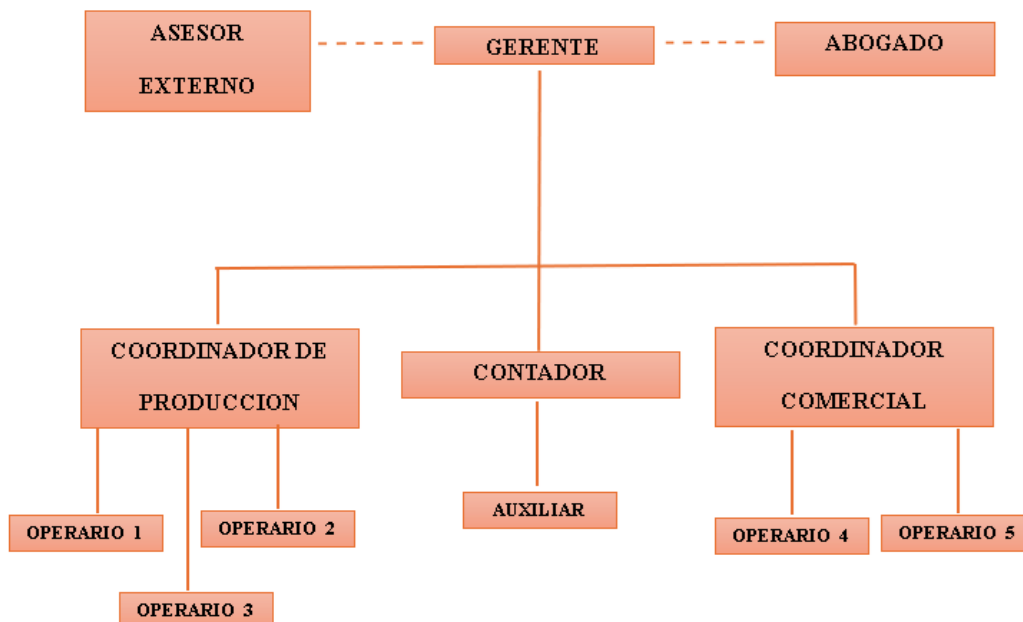 ASESOR
EXTERNO
GERENTE
ABOGADO
COORDINADOR DE
PRODUCCION
CONTADOR
COORDINADOR
COMERCIAL
OPERARIO 1
OPERARIO 2
OPERARIO 3
AUXILIAR
OPERARIO 4
OPERARIO 5